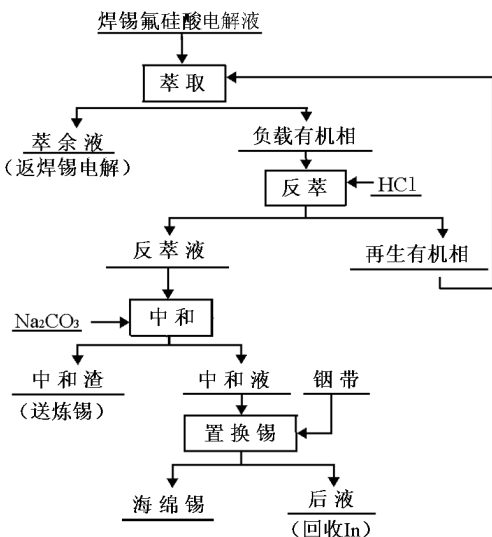 焊锡氟硅酸电解液
萃取
萃余液
(返焊锡电解)
负载有机相
反萃
HCl
反萃液
再生有机相
Na₂CO₃
中和
中和渣
(送炼锡)
中和液
铟带
置换锡
海绵锡
后液
(回收In)